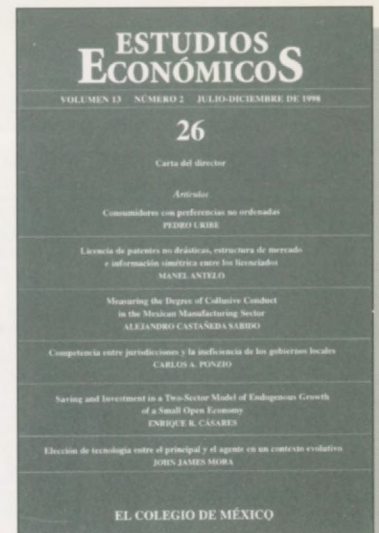 ESTUDIOS
ECONÓMICOS
VOLUMEN 13 NÚMERO 2 JULIO-DICIEMBRE DE 1998
26
Carta del director
Artículos
Consumidores con preferencias no ordenadas
PEDRO URIBE
Licencia de patentes no drásticas, estructura de mercado
e información simétrica entre los licenciados
MANEL ANTELO
Measuring the Degree of Collusive Conduct
in the Mexican Manufacturing Sector
ALEJANDRO CASTAÑEDA SABIDO
Competencia entre jurisdicciones y la ineficiencia de los gobiernos locales
CARLOS A. PONZIO
Saving and Investment in a Two-Sector Model of Endogenous Growth
of a Small Open Economy
ENRIQUE R. CÁSARES
Elección de tecnología entre el principal y el agente en un contexto evolutivo
JOHN JAMES MORA
EL COLEGIO DE MÉXICO